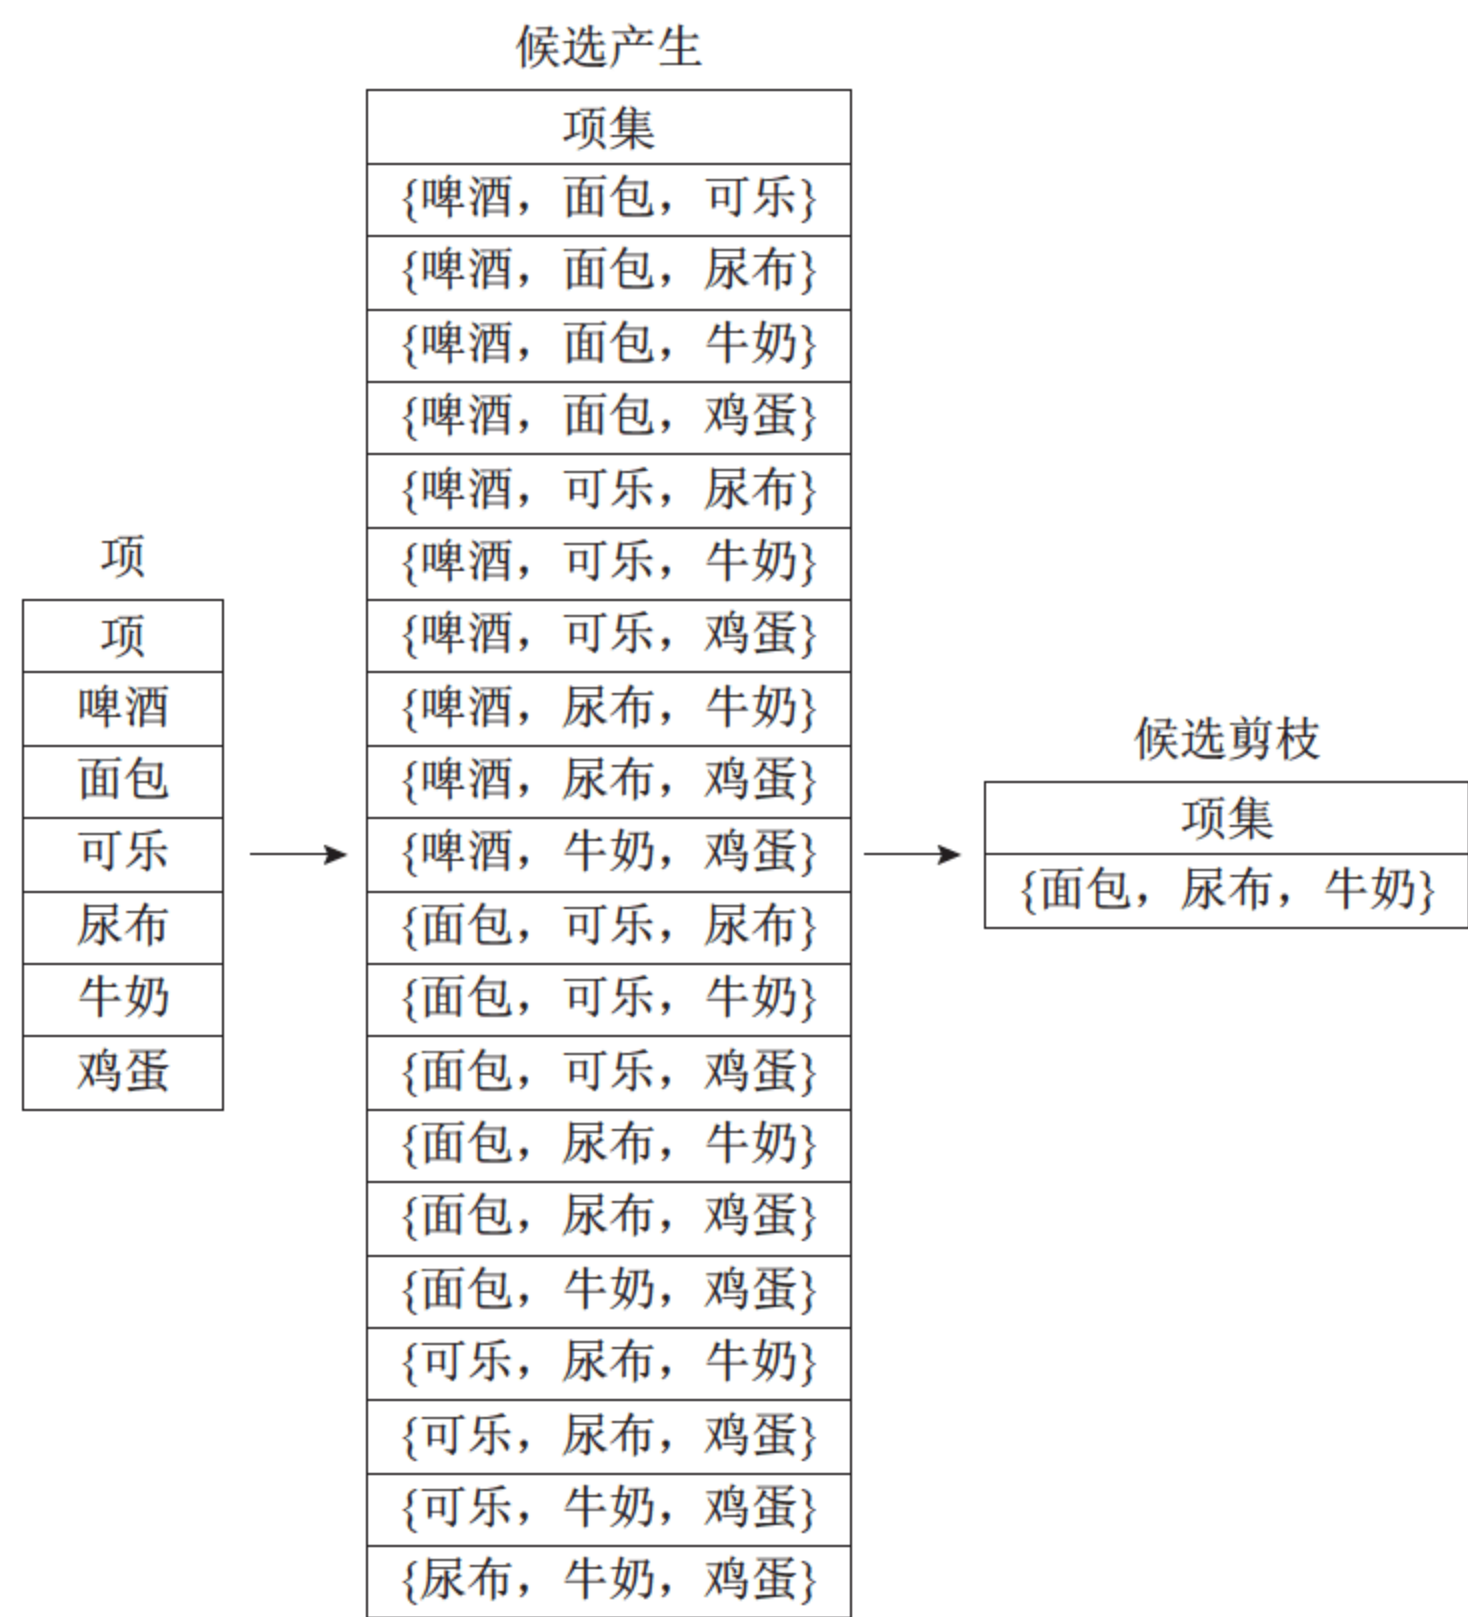 项
项
啤酒
面包
可乐
尿布
牛奶
鸡蛋
候选产生
项集
{啤酒，面包，可乐}
{啤酒，面包，尿布}
{啤酒，面包，牛奶}
{啤酒，面包，鸡蛋}
{啤酒，可乐，尿布}
{啤酒，可乐，牛奶}
{啤酒，可乐，鸡蛋}
{啤酒，尿布，牛奶}
{啤酒，尿布，鸡蛋}
{啤酒，牛奶，鸡蛋}
{面包，可乐，尿布}
{面包，可乐，牛奶}
{面包，可乐，鸡蛋}
{面包，尿布，牛奶}
{面包，尿布，鸡蛋}
{面包，牛奶，鸡蛋}
{可乐，尿布，牛奶}
{可乐，尿布，鸡蛋}
{可乐，牛奶，鸡蛋}
{尿布，牛奶，鸡蛋}
候选剪枝
项集
{面包，尿布，牛奶}